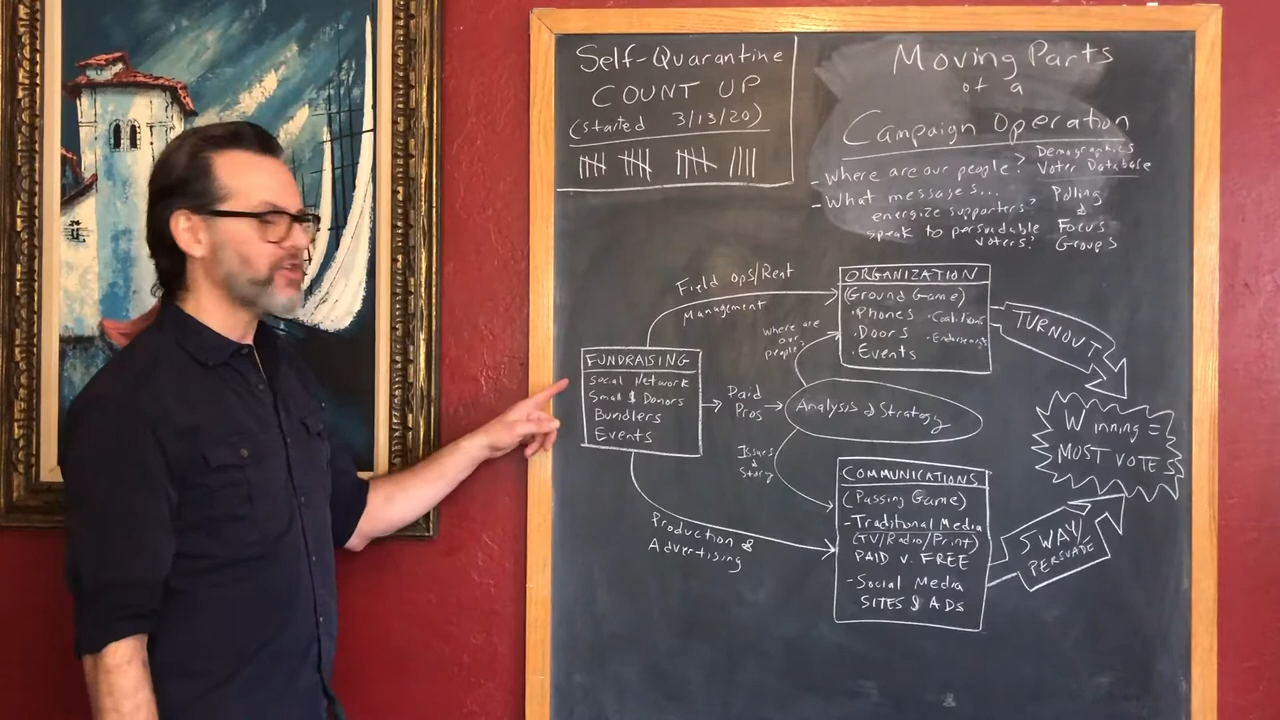 Self-Quarantine
COUNT UP
(started 3/13/20)
Moving Parts
of a
Campaign Operation
- Where are our people? Demographics
Voter Database
- What messages...
energize supporters?
speak to persuadable
voters?
Polling
&
Focus
Groups
FUNDRAISING
Social Network
Small $ Donors
Bundlers
Events
Field Ops/Rent
Management
Paid
Pros
Production &
Advertising
Where are
our
people?
Analysis & Strategy
Issues
&
Story
ORGANIZATION
(Ground Game)
• Phones • Coalitions
• Doors • Endorsements
• Events
COMMUNICATIONS
(Passing Game)
- Traditional Media
(TV/Radio/Print)
PAID v. FREE
- Social Media
SITES & ADS
TURNOUT
SWAY/
PERSUADE
Winning =
MOST VOTES